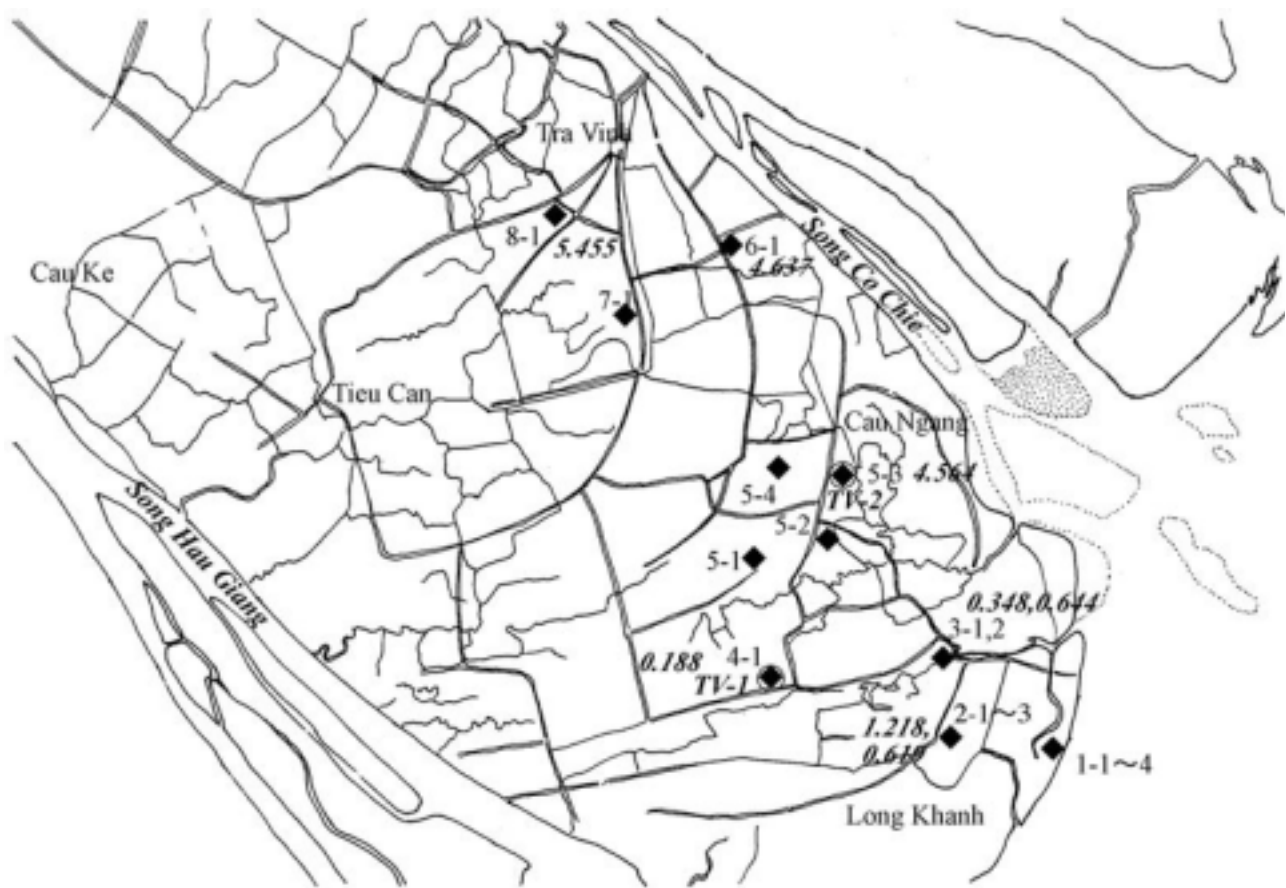 Tra Vinh
8-1
5.455
6-1
4.637
Song Co Chie
Cau Ke
7-1
Tieu Can
Cau Ngang
5-3 4.564
TV-2
5-4
5-2
5-1
Song Hau Giang
0.348,0.644
3-1,2
0.188
4-1
TV-1
2-1～3
1.218,
0.610
1-1～4
Long Khanh